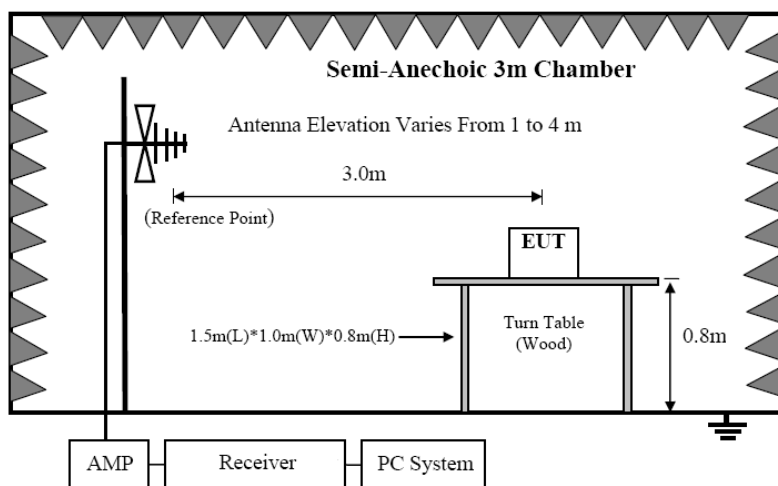 Semi-Anechoic 3m Chamber
Antenna Elevation Varies From 1 to 4 m
3.0m
(Reference Point)
EUT
1.5m(L)*1.0m(W)*0.8m(H)
Turn Table
(Wood)
0.8m
AMP
Receiver
PC System